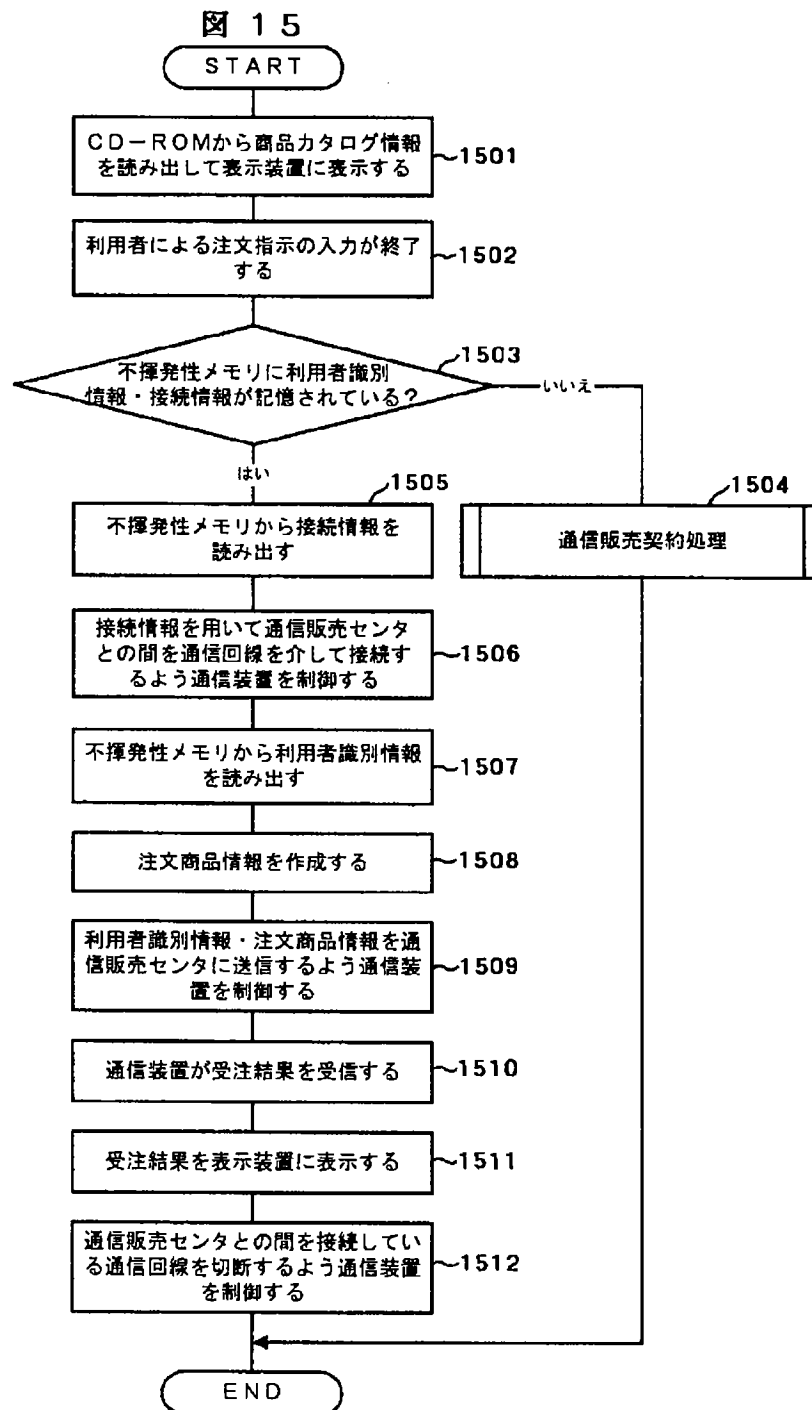 図 15
START
CD-ROMから商品カタログ情報
を読み出して表示装置に表示する
1501
利用者による注文指示の入力が終了
する
1502
不揮発性メモリに利用者識別
情報・接続情報が記憶されている?
1503
いいえ
はい
1504
通信販売契約処理
1505
不揮発性メモリから接続情報を
読み出す
接続情報を用いて通信販売センタ
との間を通信回線を介して接続す
るよう通信装置を制御する
1506
不揮発性メモリから利用者識別情報
を読み出す
1507
注文商品情報を作成する
1508
利用者識別情報・注文商品情報を通
信販売センタに送信するよう通信装
置を制御する
1509
通信装置が受注結果を受信する
1510
受注結果を表示装置に表示する
1511
通信販売センタとの間を接続してい
る通信回線を切断するよう通信装置
を制御する
1512
END